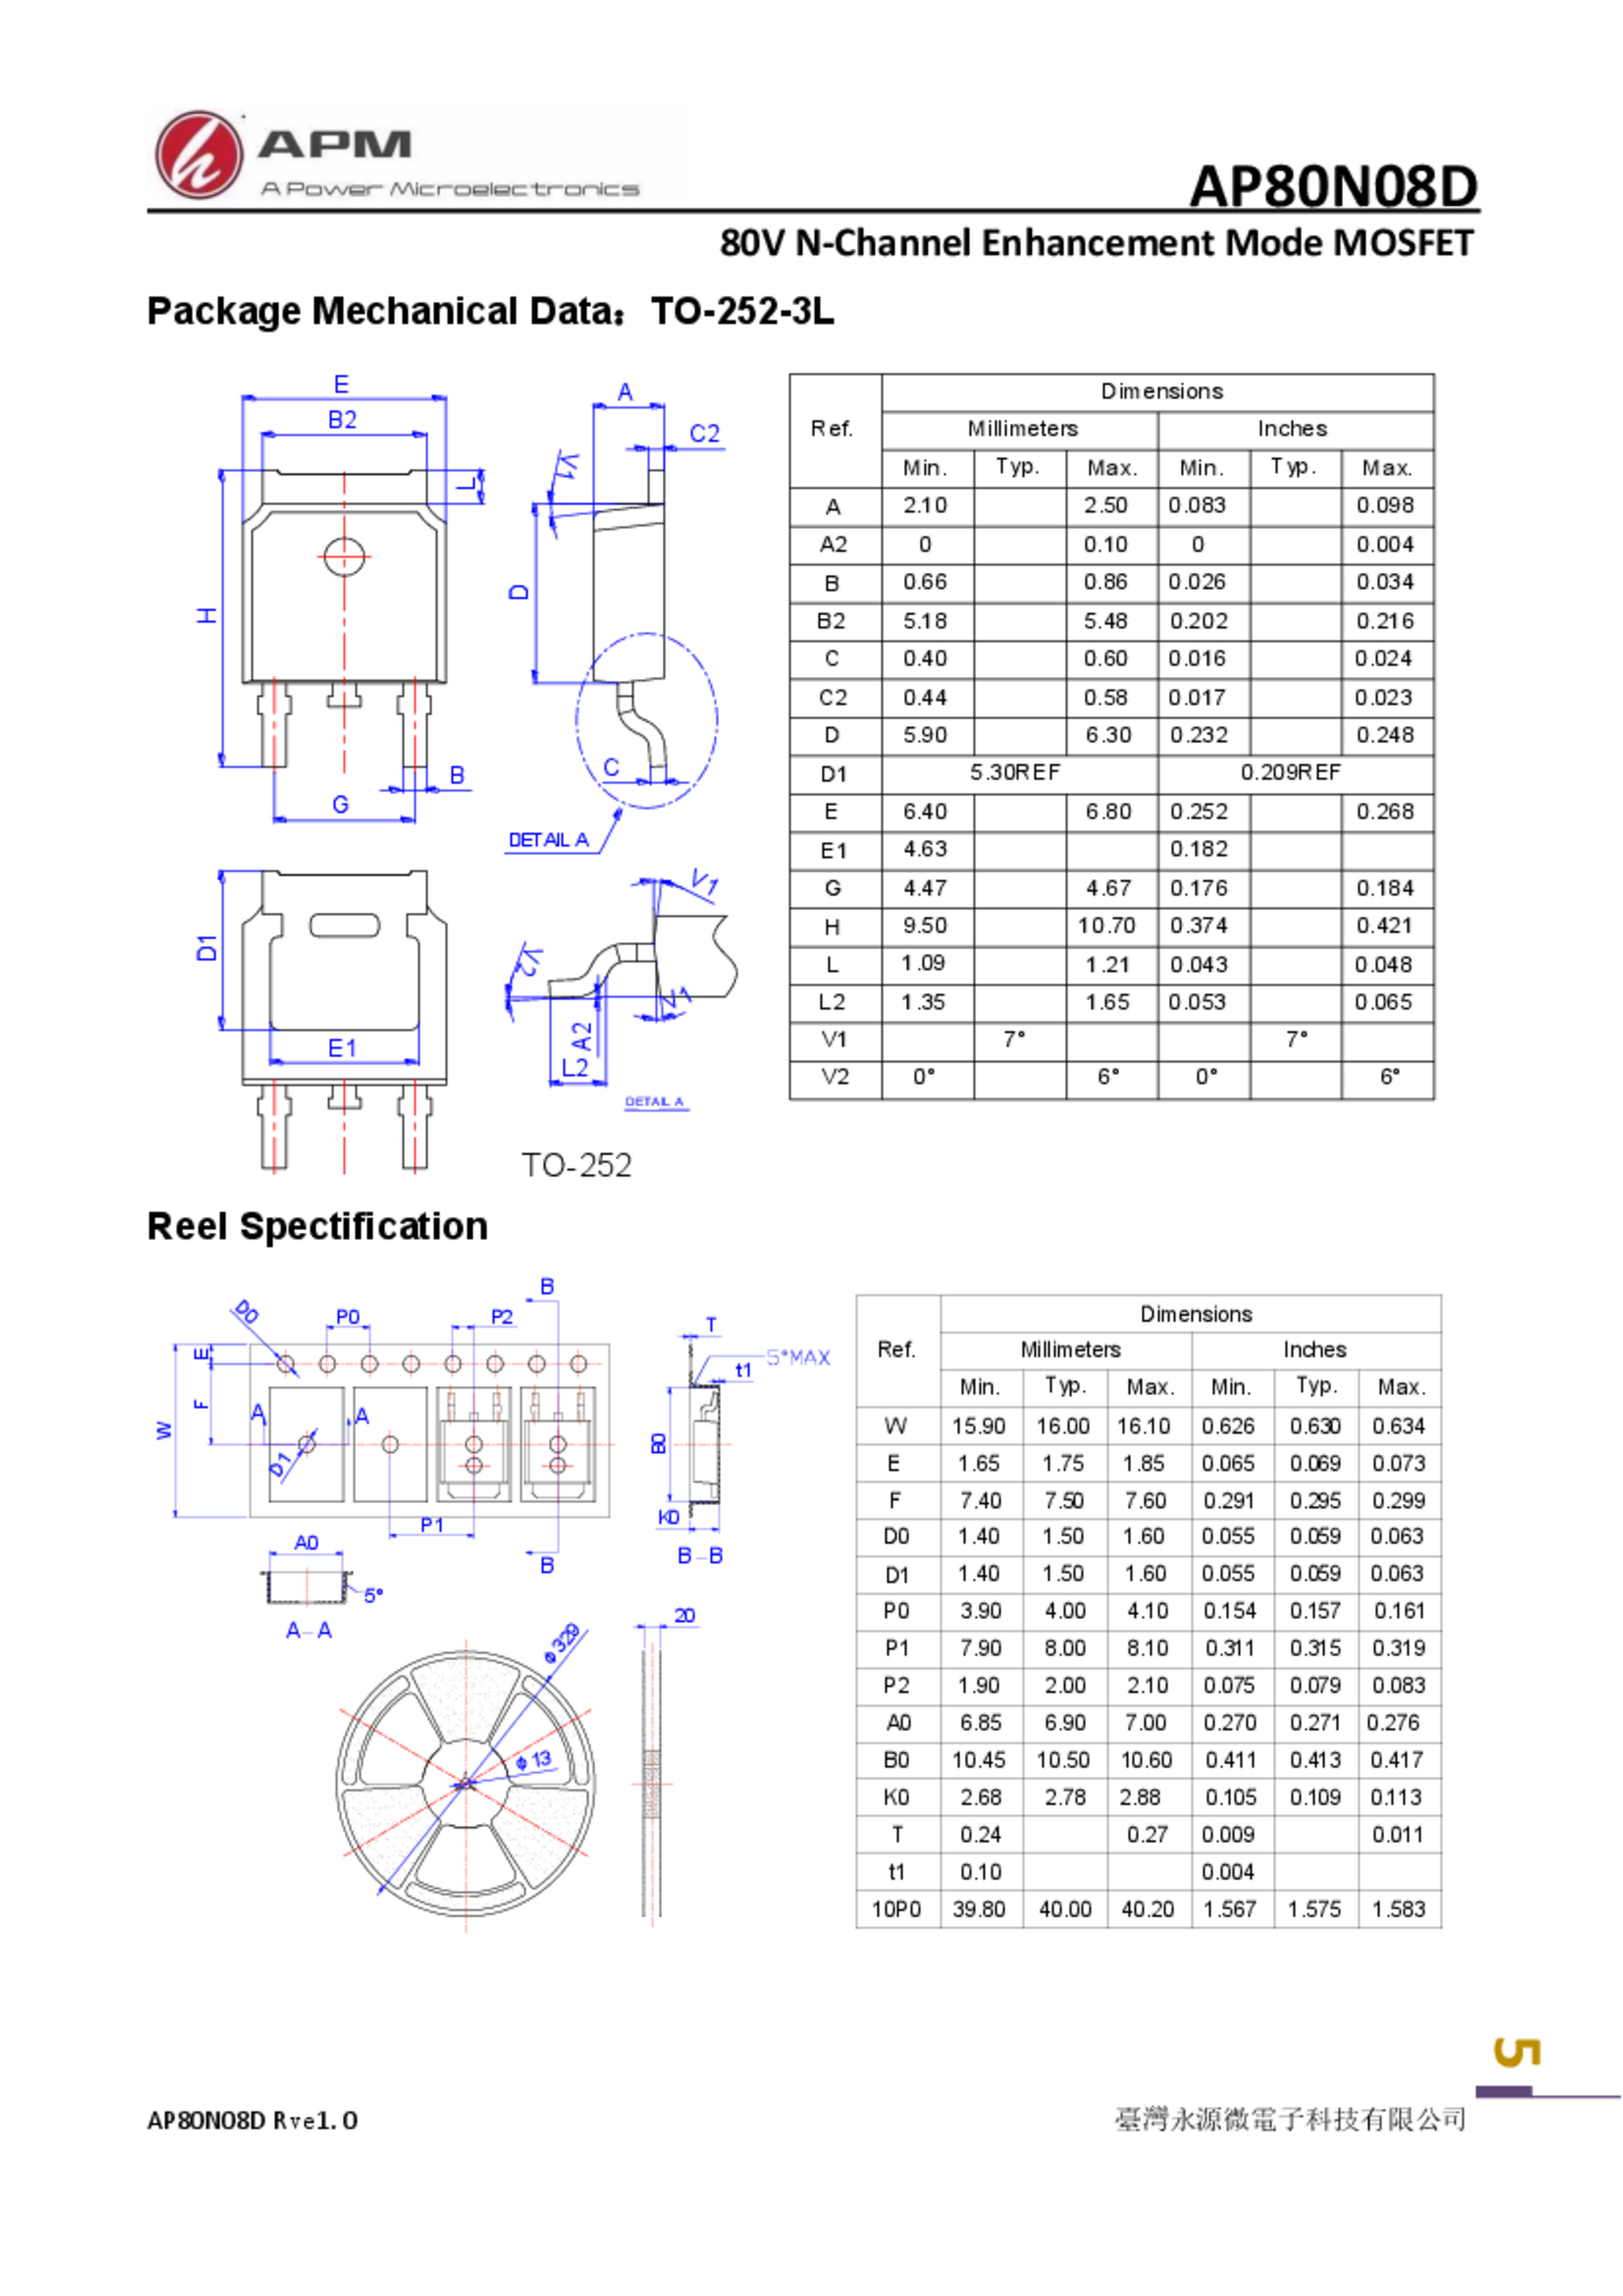 APM
A Power Microelectronics
AP80N08D
80V N-Channel Enhancement Mode MOSFET
Package Mechanical Data：TO-252-3L
E
B2
L
H
B
G
A
C2
V1
D
C
DETAIL A
D1
E1
V1
V2
V1
A2
L2
DETAIL A
TO-252
Dimensions
Ref. Millimeters Inches
Min. Typ. Max. Min. Typ. Max.
A 2.10 2.50 0.083 0.098
A2 0 0.10 0 0.004
B 0.66 0.86 0.026 0.034
B2 5.18 5.48 0.202 0.216
C 0.40 0.60 0.016 0.024
C2 0.44 0.58 0.017 0.023
D 5.90 6.30 0.232 0.248
D1 5.30REF 0.209REF
E 6.40 6.80 0.252 0.268
E1 4.63 0.182
G 4.47 4.67 0.176 0.184
H 9.50 10.70 0.374 0.421
L 1.09 1.21 0.043 0.048
L2 1.35 1.65 0.053 0.065
V1 7° 7°
V2 0° 6° 0° 6°
Reel Spectification
D0
P0
P2
B
E
F
W
A
A
D1
P1
B
A0
5°
A-A
T
5°MAX
t1
B0
K0
B-B
Φ329
Φ13
20
Dimensions
Ref. Millimeters Inches
Min. Typ. Max. Min. Typ. Max.
W 15.90 16.00 16.10 0.626 0.630 0.634
E 1.65 1.75 1.85 0.065 0.069 0.073
F 7.40 7.50 7.60 0.291 0.295 0.299
D0 1.40 1.50 1.60 0.055 0.059 0.063
D1 1.40 1.50 1.60 0.055 0.059 0.063
P0 3.90 4.00 4.10 0.154 0.157 0.161
P1 7.90 8.00 8.10 0.311 0.315 0.319
P2 1.90 2.00 2.10 0.075 0.079 0.083
A0 6.85 6.90 7.00 0.270 0.271 0.276
B0 10.45 10.50 10.60 0.411 0.413 0.417
K0 2.68 2.78 2.88 0.105 0.109 0.113
T 0.24 0.27 0.009 0.011
t1 0.10 0.004
10P0 39.80 40.00 40.20 1.567 1.575 1.583
5
AP80N08D Rve1.0
臺灣永源微電子科技有限公司